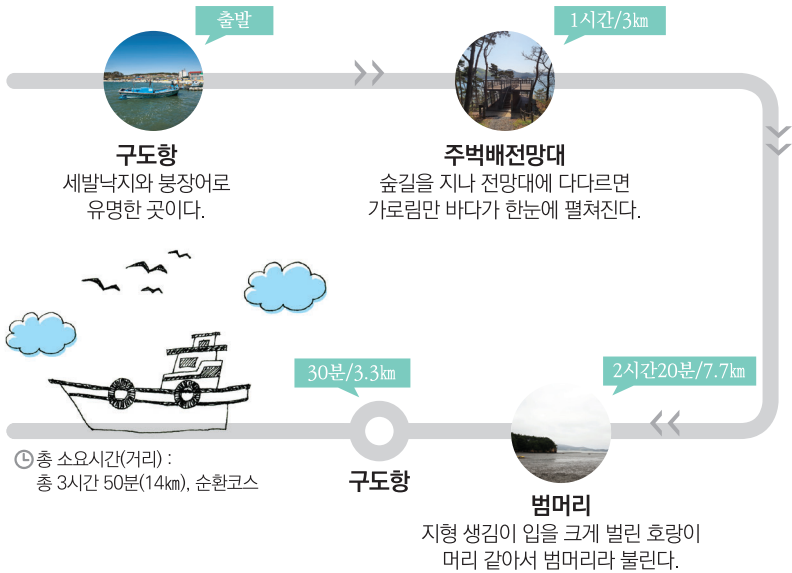 출발
구도항
세발낙지와 붕장어로
유명한 곳이다.
1시간/3㎞
주벅배전망대
숲길을 지나 전망대에 다다르면
가로림만 바다가 한눈에 펼쳐진다.
2시간20분/7.7㎞
범머리
지형 생김이 입을 크게 벌린 호랑이
머리 같아서 범머리라 불린다.
30분/3.3㎞
구도항
총 소요시간(거리) :
총 3시간 50분(14㎞), 순환코스